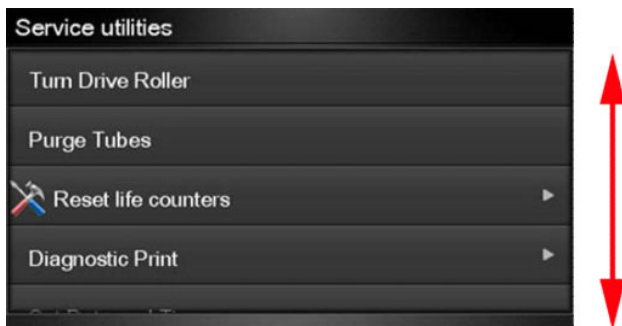 Service utilities
Turn Drive Roller
Purge Tubes
Reset life counters
Diagnostic Print